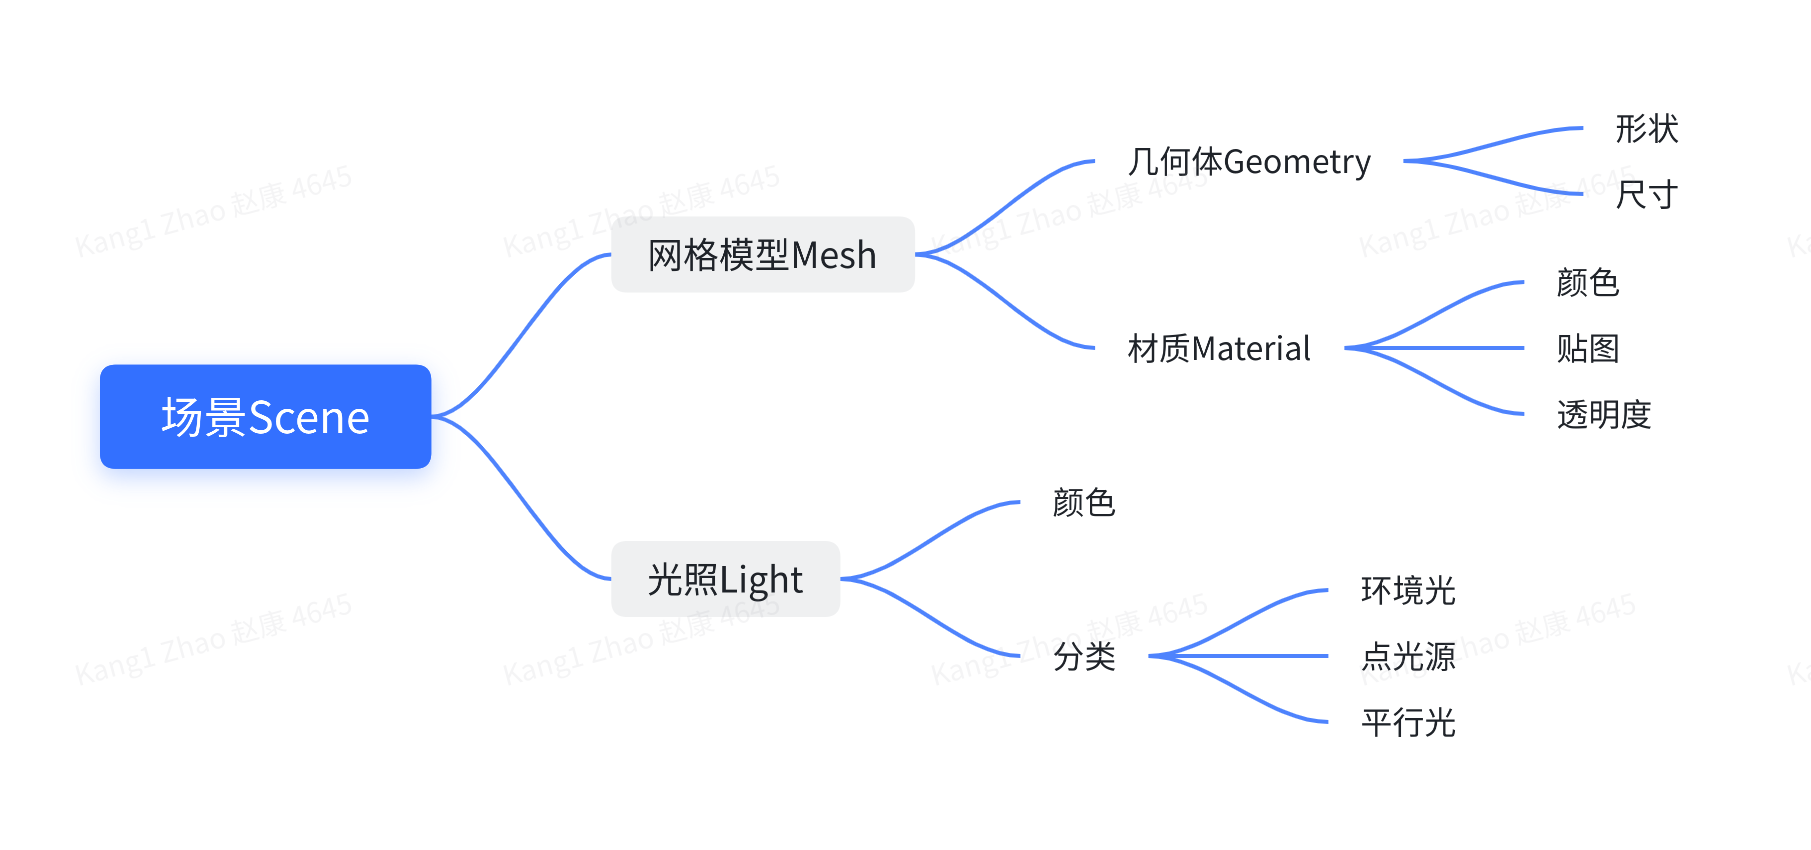 场景Scene
网格模型Mesh
几何体Geometry
形状
尺寸
材质Material
颜色
贴图
透明度
光照Light
颜色
分类
环境光
点光源
平行光
Kang1 Zhao 赵康 4645
Kang1 Zhao 赵康 4645
Kang1 Zhao 赵康 4645
Kang1 Zhao 赵康 4645
Kang1 Zhao 赵康 4645
Kang1 Zhao 赵康 4645
Kang1 Zhao 赵康 4645
Kang1 Zhao 赵康 4645